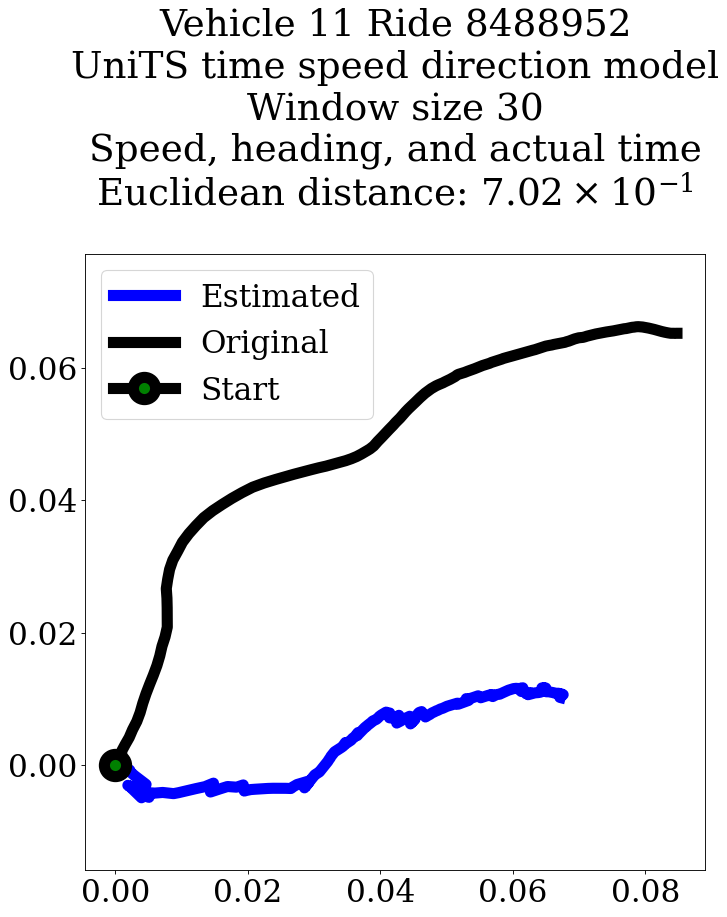 Vehicle 11 Ride 8488952
UniTS time speed direction model
Window size 30
Speed, heading, and actual time
Euclidean distance: 7.02 × 10⁻¹
Estimated
Original
Start
0.06
0.04
0.02
0.00
0.00 0.02 0.04 0.06 0.08